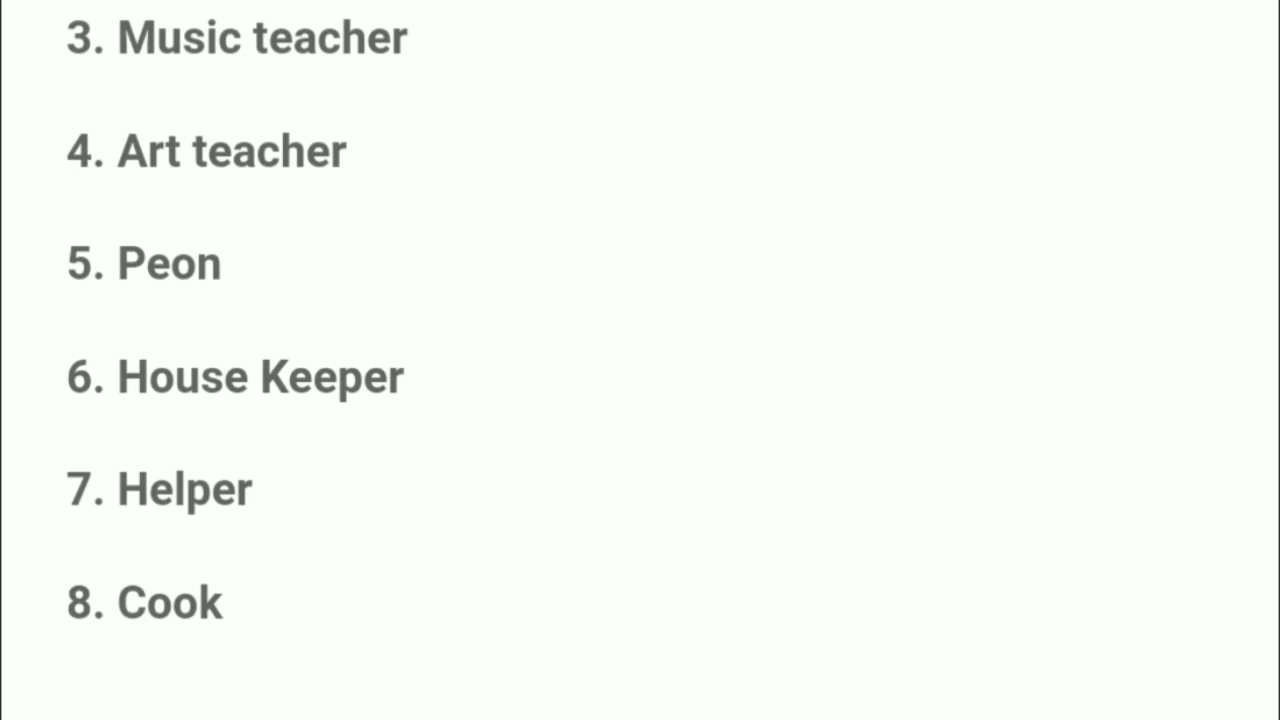 3. Music teacher
4. Art teacher
5. Peon
6. House Keeper
7. Helper
8. Cook